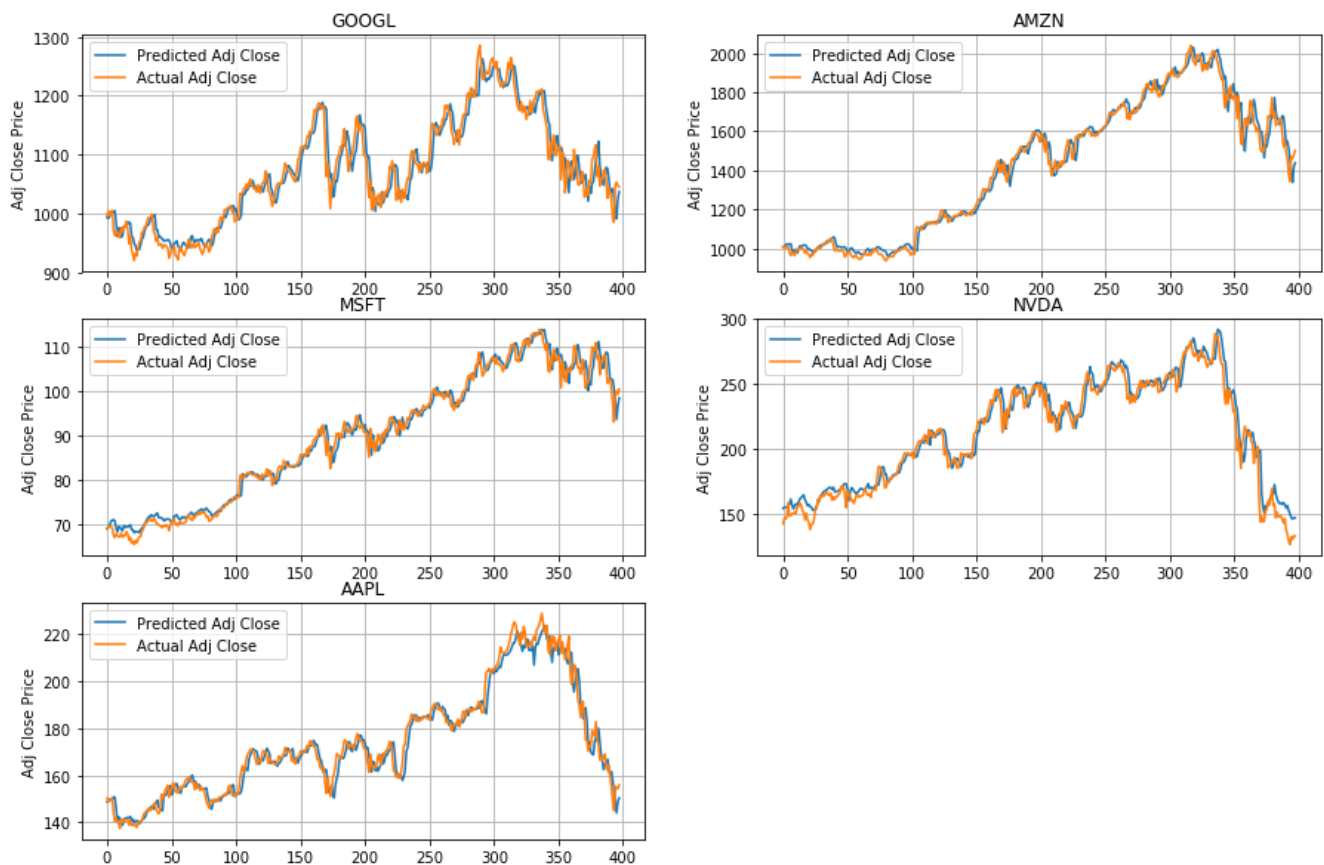 GOOGL
Adj Close Price
1300
1200
1100
1000
900
Predicted Adj Close
Actual Adj Close
0 50 100 150 200 250 300 350 400
AMZN
Adj Close Price
2000
1800
1600
1400
1200
1000
Predicted Adj Close
Actual Adj Close
0 50 100 150 200 250 300 350 400
MSFT
Adj Close Price
110
100
90
80
70
Predicted Adj Close
Actual Adj Close
0 50 100 150 200 250 300 350 400
NVDA
Adj Close Price
300
250
200
150
Predicted Adj Close
Actual Adj Close
0 50 100 150 200 250 300 350 400
AAPL
Adj Close Price
220
200
180
160
140
Predicted Adj Close
Actual Adj Close
0 50 100 150 200 250 300 350 400